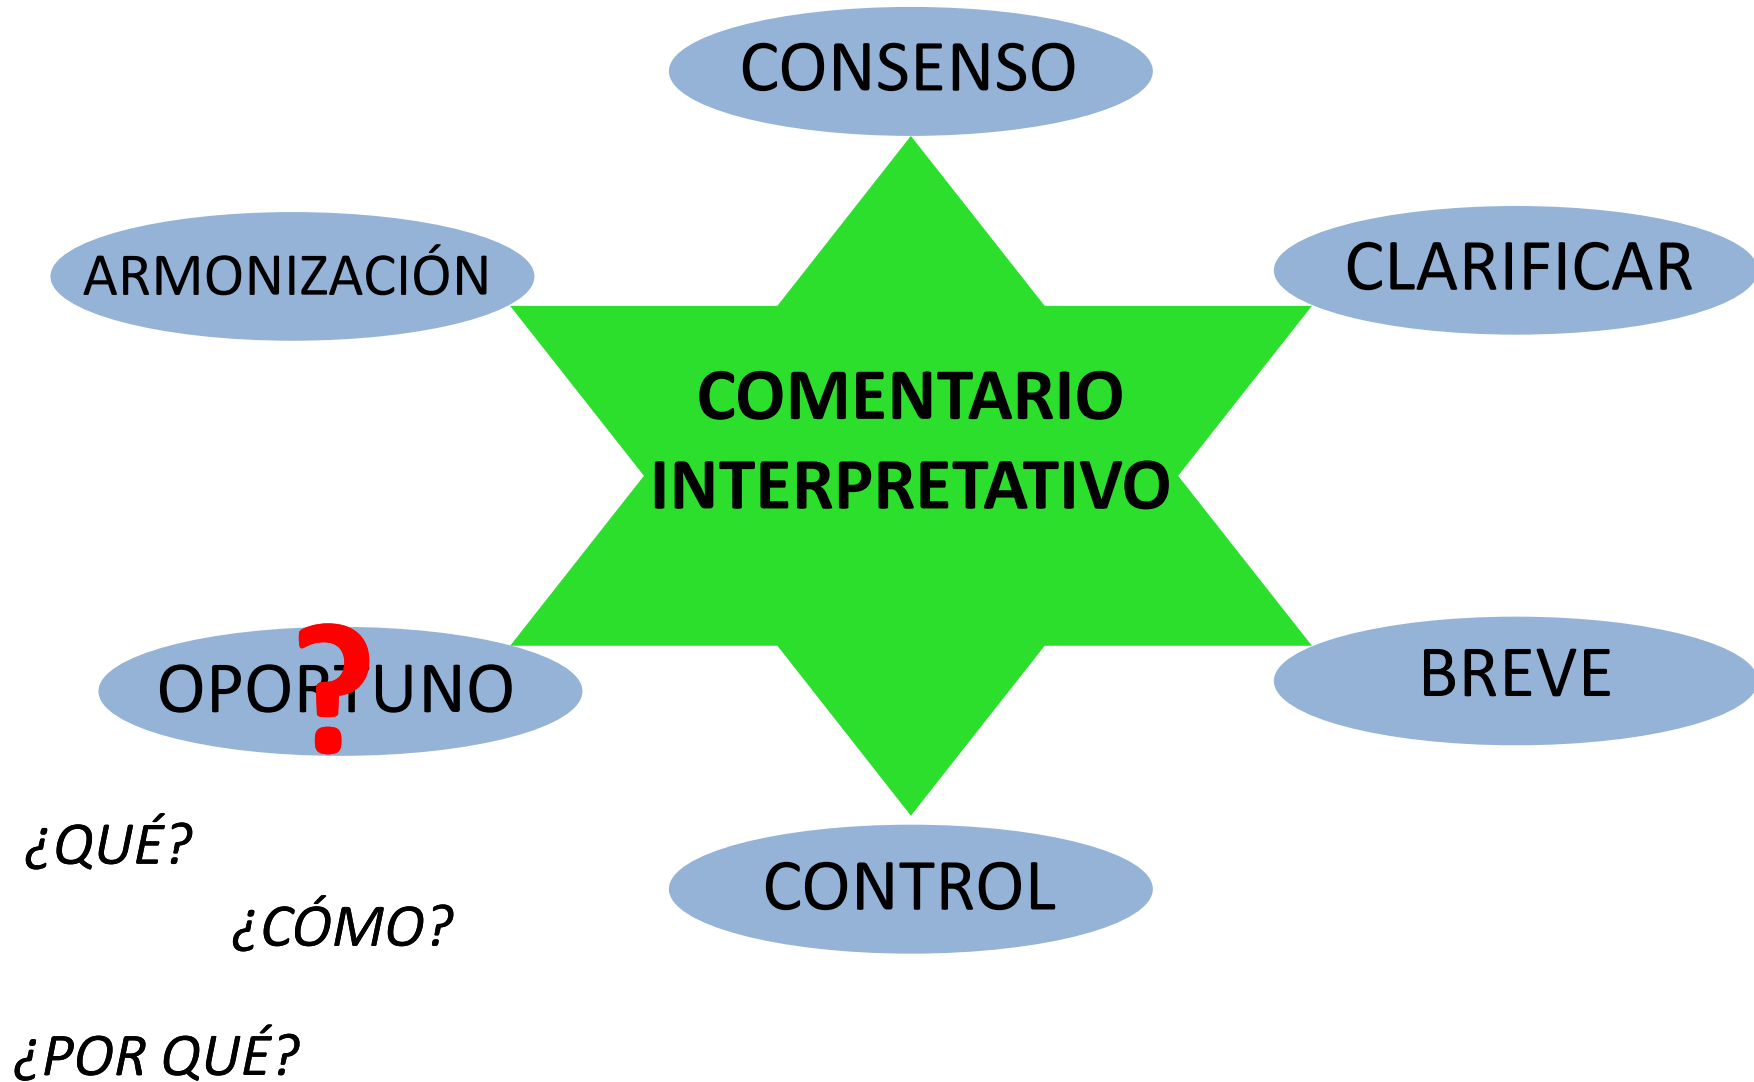 CONSENSO
ARMONIZACIÓN
CLARIFICAR
COMENTARIO
INTERPRETATIVO
OPORTUNO
?
BREVE
¿QUÉ?
CONTROL
¿CÓMO?
¿POR QUÉ?